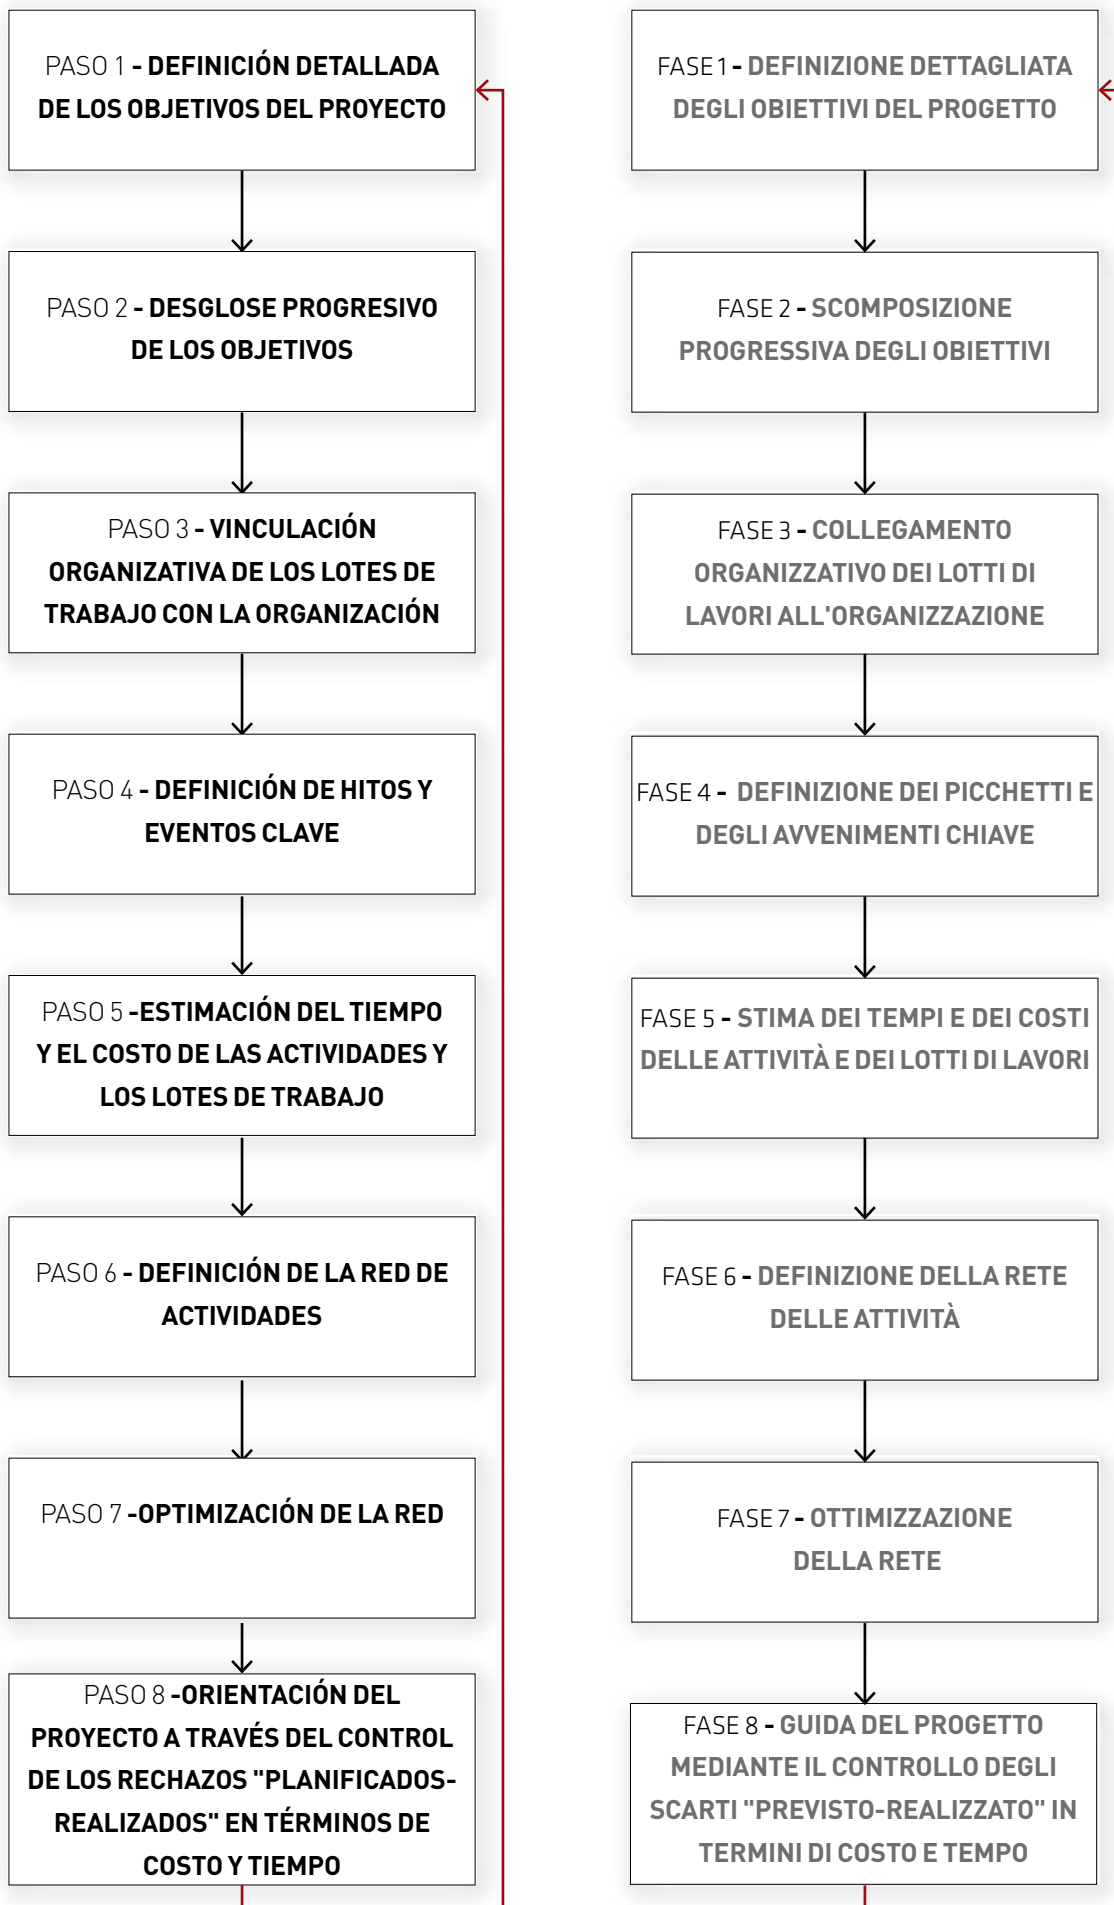 PASO 1 - DEFINICIÓN DETALLADA
DE LOS OBJETIVOS DEL PROYECTO
PASO 2 - DESGLOSE PROGRESIVO
DE LOS OBJETIVOS
PASO 3 - VINCULACIÓN
ORGANIZATIVA DE LOS LOTES DE
TRABAJO CON LA ORGANIZACIÓN
PASO 4 - DEFINICIÓN DE HITOS Y
EVENTOS CLAVE
PASO 5 -ESTIMACIÓN DEL TIEMPO
Y EL COSTO DE LAS ACTIVIDADES Y
LOS LOTES DE TRABAJO
PASO 6 - DEFINICIÓN DE LA RED DE
ACTIVIDADES
PASO 7 -OPTIMIZACIÓN DE LA RED
PASO 8 -ORIENTACIÓN DEL
PROYECTO A TRAVÉS DEL CONTROL
DE LOS RECHAZOS "PLANIFICADOS-
REALIZADOS" EN TÉRMINOS DE
COSTO Y TIEMPO
FASE 1 - DEFINIZIONE DETTAGLIATA
DEGLI OBIETTIVI DEL PROGETTO
FASE 2 - SCOMPOSIZIONE
PROGRESSIVA DEGLI OBIETTIVI
FASE 3 - COLLEGAMENTO
ORGANIZZATIVO DEI LOTTI DI
LAVORI ALL'ORGANIZZAZIONE
FASE 4 - DEFINIZIONE DEI PICCHETTI E
DEGLI AVVENIMENTI CHIAVE
FASE 5 - STIMA DEI TEMPI E DEI COSTI
DELLE ATTIVITÀ E DEI LOTTI DI LAVORI
FASE 6 - DEFINIZIONE DELLA RETE
DELLE ATTIVITÀ
FASE 7 - OTTIMIZZAZIONE
DELLA RETE
FASE 8 - GUIDA DEL PROGETTO
MEDIANTE IL CONTROLLO DEGLI
SCARTI "PREVISTO-REALIZZATO" IN
TERMINI DI COSTO E TEMPO